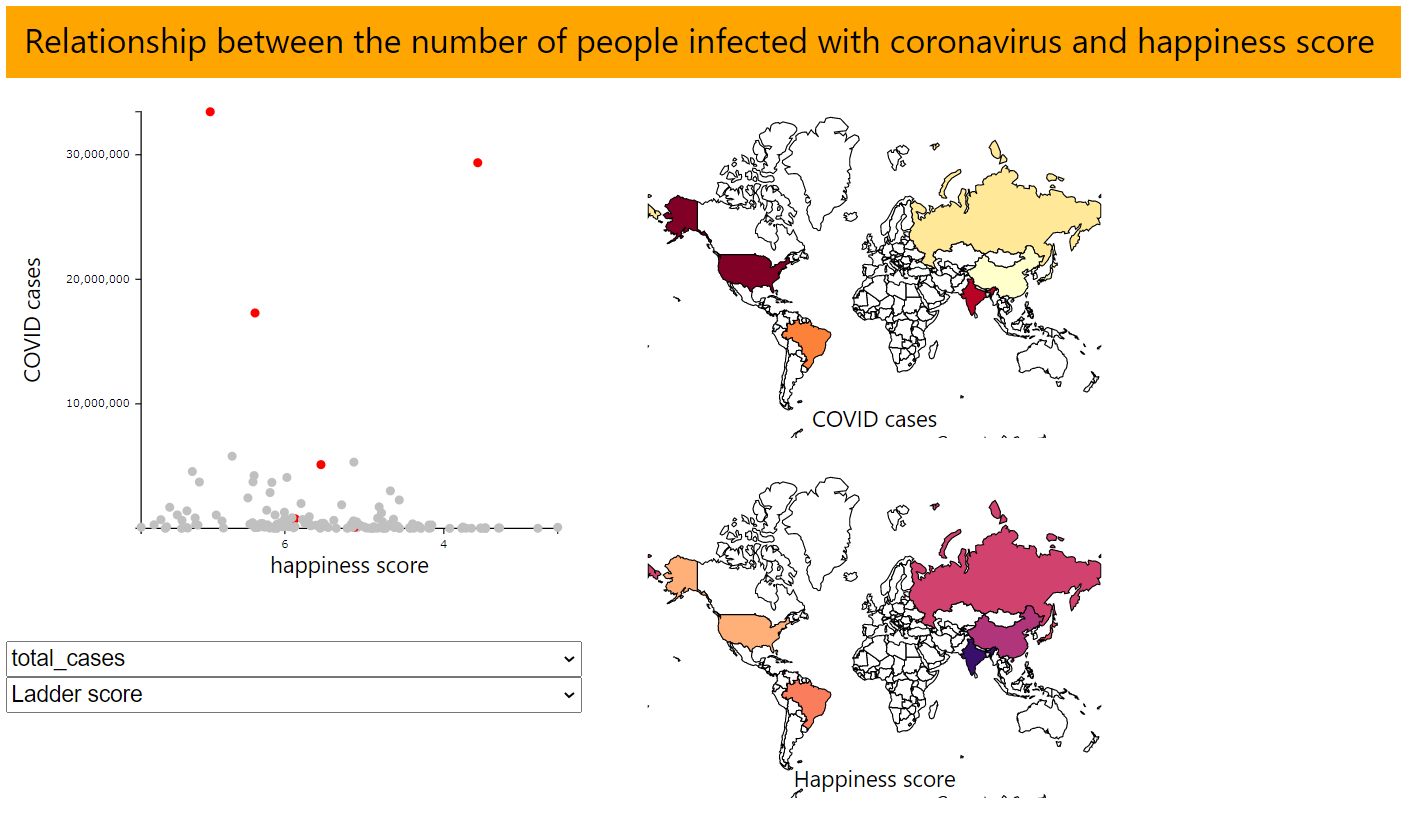 Relationship between the number of people infected with coronavirus and happiness score
30,000,000
20,000,000
10,000,000
COVID cases
6
4
happiness score
total_cases
Ladder score
COVID cases
Happiness score